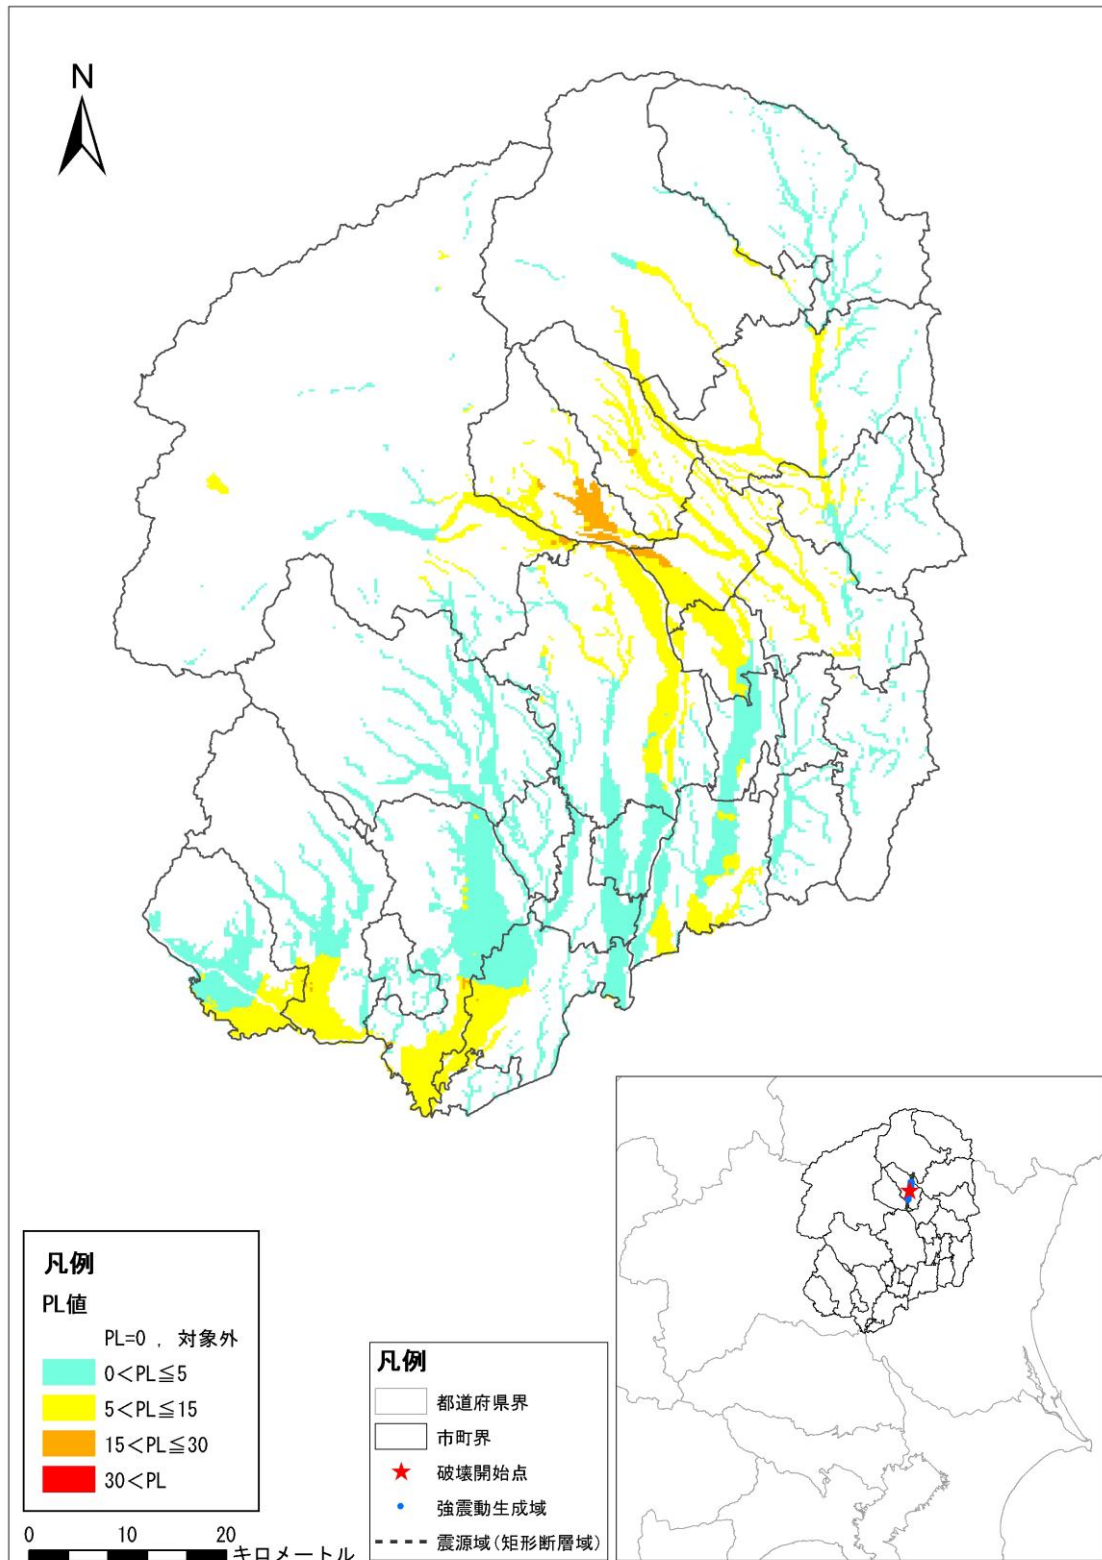 N
凡例
PL値
PL=0 , 対象外
0<PL≦5
5<PL≦15
15<PL≦30
30<PL
0 10 20
キロメートル
凡例
都道府県界
市町界
破壊開始点
強震動生成域
震源域(矩形断層域)